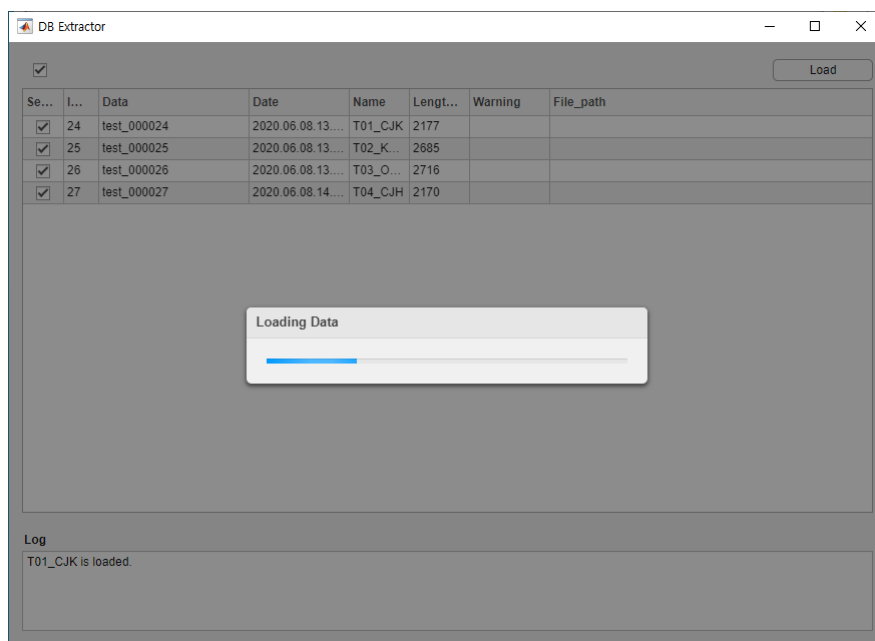 DB Extractor
Load
Se... I... Data Date Name Lengt... Warning File_path
24 test_000024 2020.06.08.13.... T01_CJK 2177
25 test_000025 2020.06.08.13.... T02_K... 2685
26 test_000026 2020.06.08.13.... T03_O... 2716
27 test_000027 2020.06.08.14.... T04_CJH 2170
Loading Data
Log
T01_CJK is loaded.